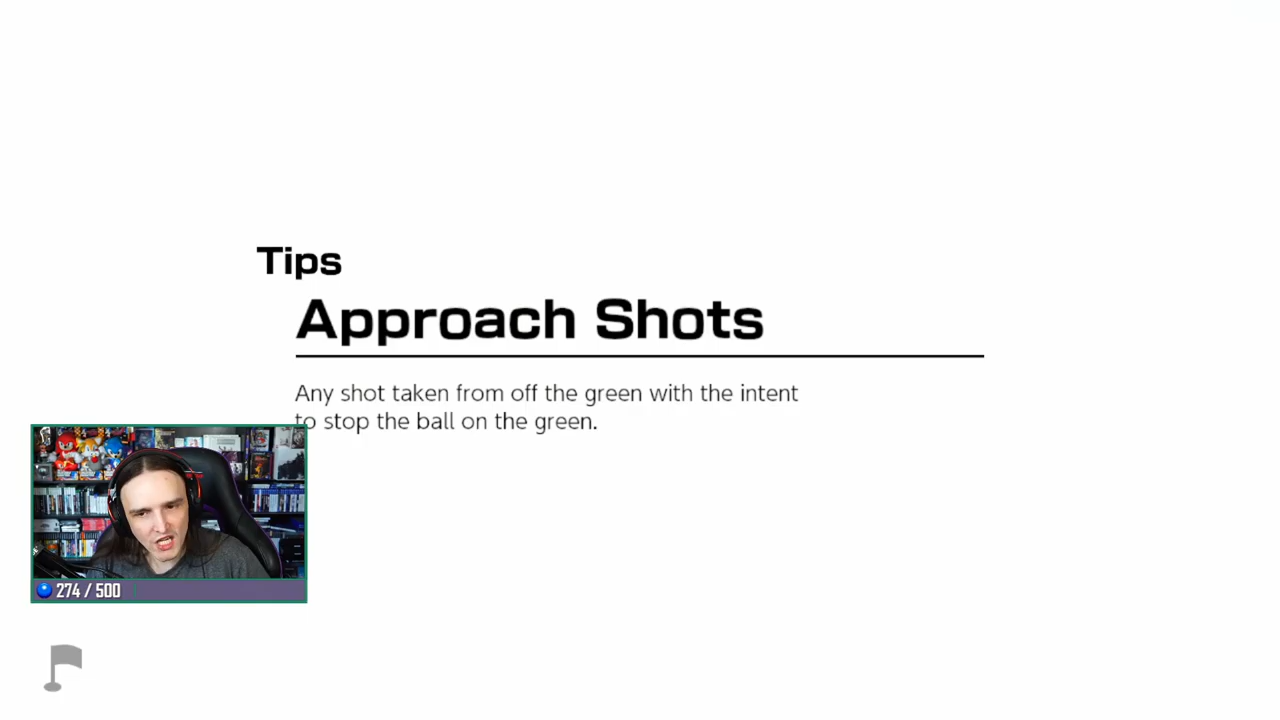 Tips
Approach Shots
Any shot taken from off the green with the intent
to stop the ball on the green.
274 / 500